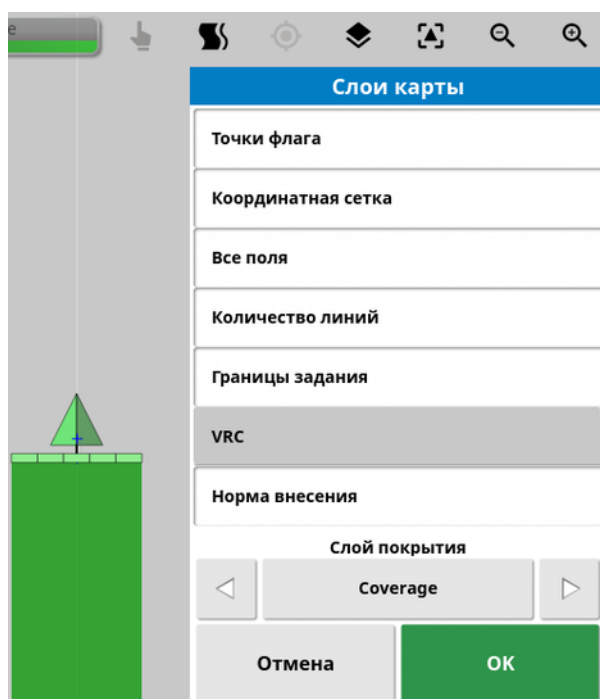 e
Слои карты
Точки флага
Координатная сетка
Все поля
Количество линий
Границы задания
VRC
Норма внесения
Слой покрытия
Coverage
Отмена
OK